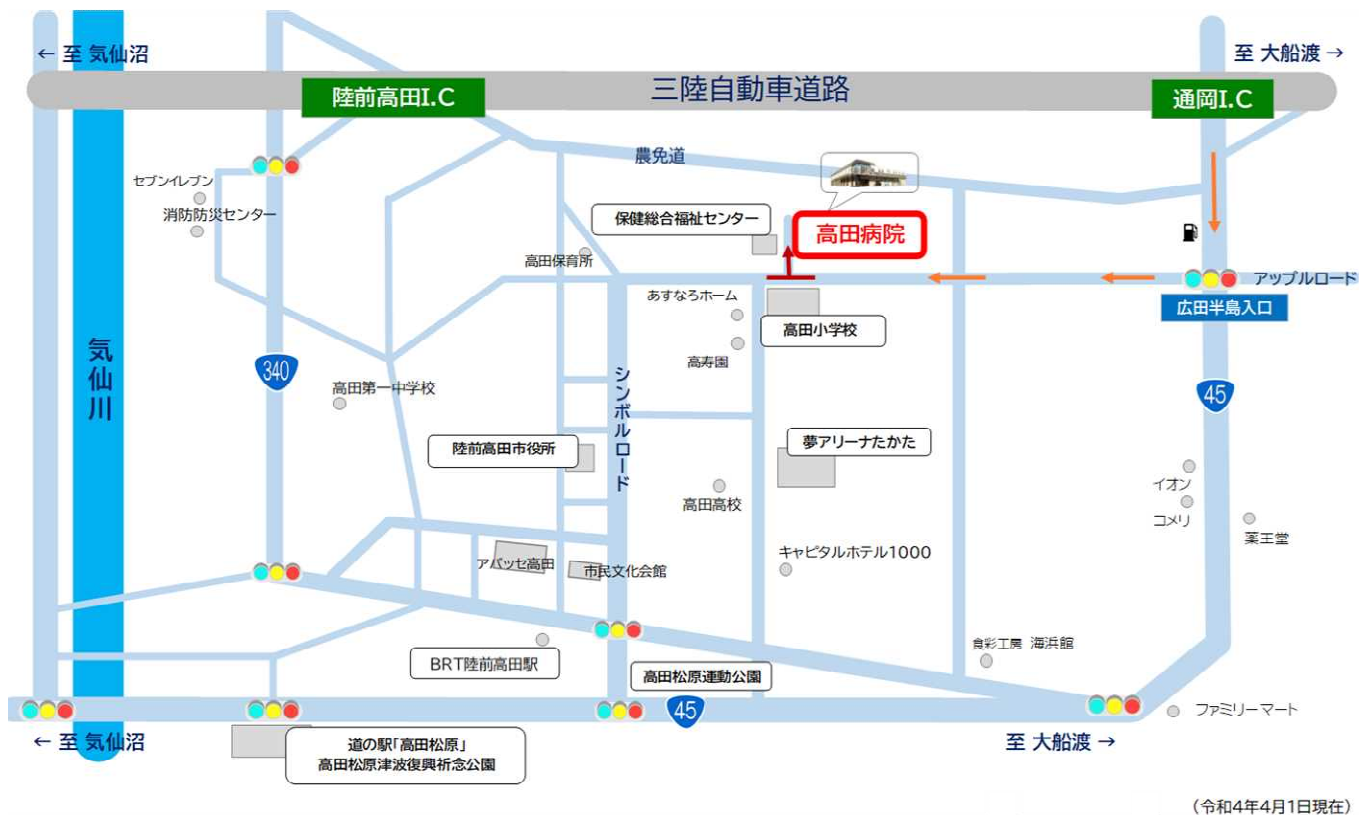 ← 至 気仙沼
至 大船渡 →
陸前高田I.C
三陸自動車道路
通岡I.C
農免道
セブンイレブン
消防防災センター
保健総合福祉センター
高田病院
高田保育所
アップルロード
あすなろホーム
広田半島入口
高田小学校
気仙川
340
高寿園
シンボルロード
高田第一中学校
45
陸前高田市役所
夢アリーナたかた
イオン
高田高校
コメリ
薬王堂
キャピタルホテル1000
アバッセ高田
市民文化会館
食彩工房 海浜館
BRT陸前高田駅
高田松原運動公園
45
ファミリーマート
← 至 気仙沼
至 大船渡 →
道の駅「高田松原」
高田松原津波復興祈念公園
（令和4年4月1日現在）